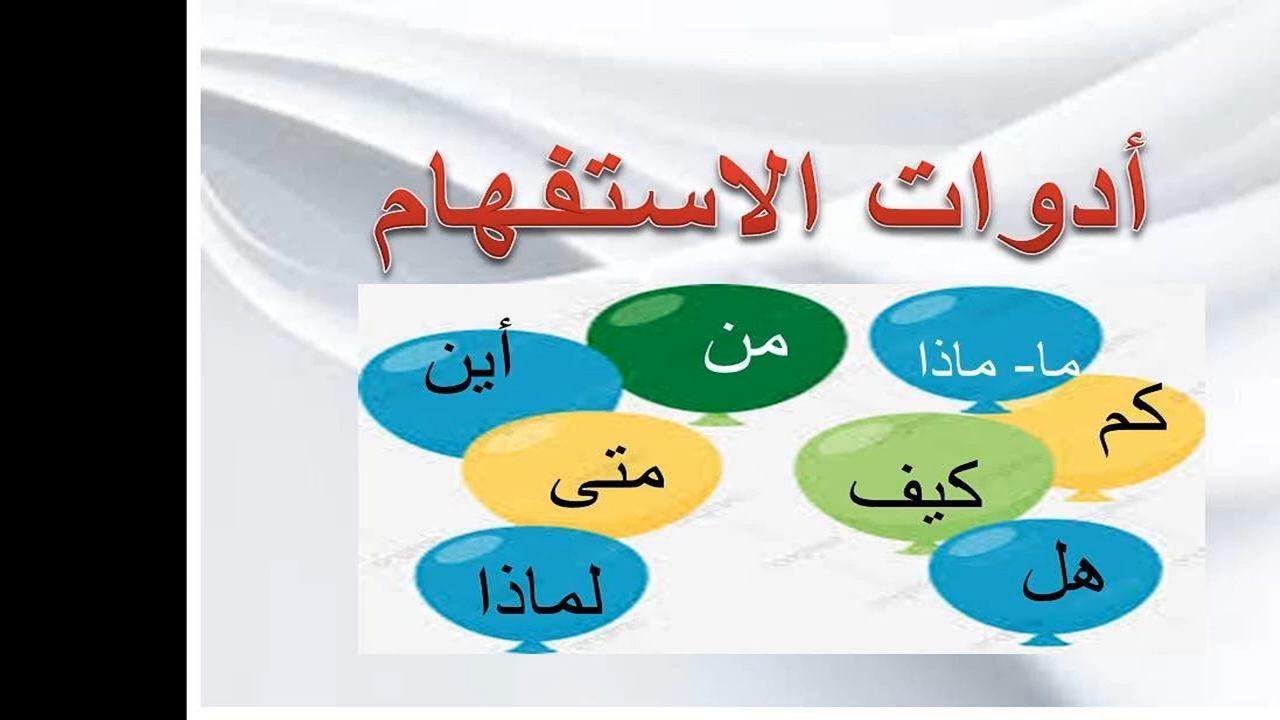 أدوات الاستفهام
ما- ماذا
من
أين
كم
كيف
متى
هل
لماذا